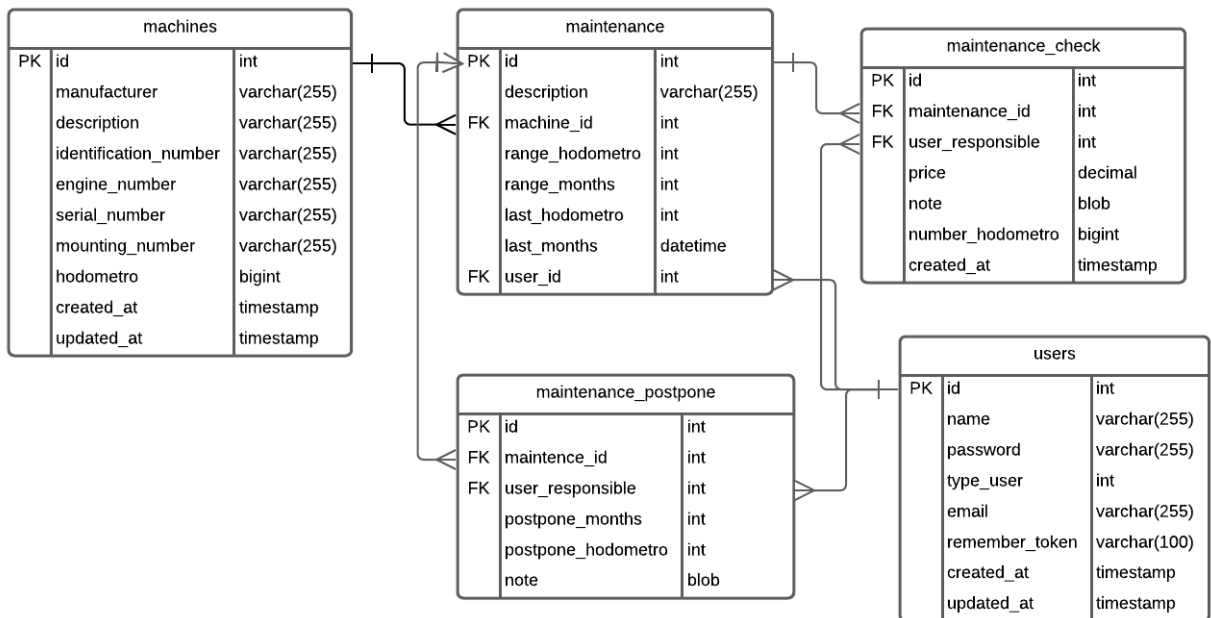 machines
PK id int
manufacturer varchar(255)
description varchar(255)
identification_number varchar(255)
engine_number varchar(255)
serial_number varchar(255)
mounting_number varchar(255)
hodometro bigint
created_at timestamp
updated_at timestamp
maintenance
PK id int
description varchar(255)
FK machine_id int
range_hodometro int
range_months int
last_hodometro int
last_months datetime
FK user_id int
maintenance_check
PK id int
FK maintenance_id int
FK user_responsible int
price decimal
note blob
number_hodometro bigint
created_at timestamp
maintenance_postpone
PK id int
FK maintence_id int
FK user_responsible int
postpone_months int
postpone_hodometro int
note blob
users
PK id int
name varchar(255)
password varchar(255)
type_user int
email varchar(255)
remember_token varchar(100)
created_at timestamp
updated_at timestamp